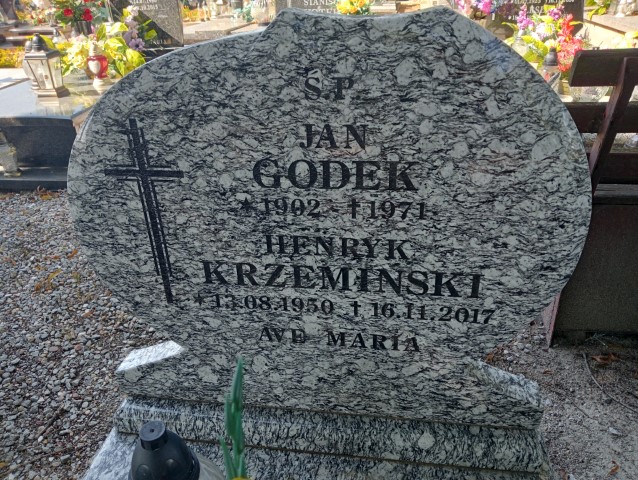 Ś.P.
JAN
GODEK
* 1902 - †1971.
HENRYK
KRZEMIŃSKI
* 13.08.1950 † 16.11.2017
AVE MARIA